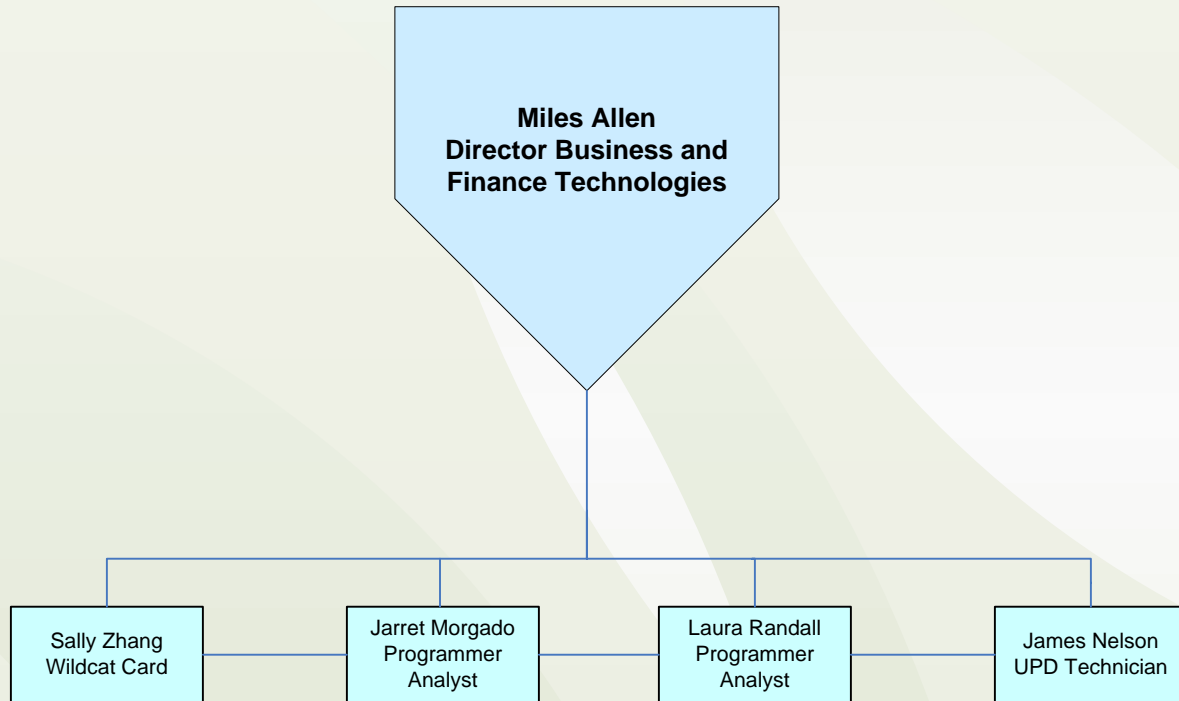 Miles Allen
Director Business and
Finance Technologies
Sally Zhang
Wildcat Card
Jarret Morgado
Programmer
Analyst
Laura Randall
Programmer
Analyst
James Nelson
UPD Technician